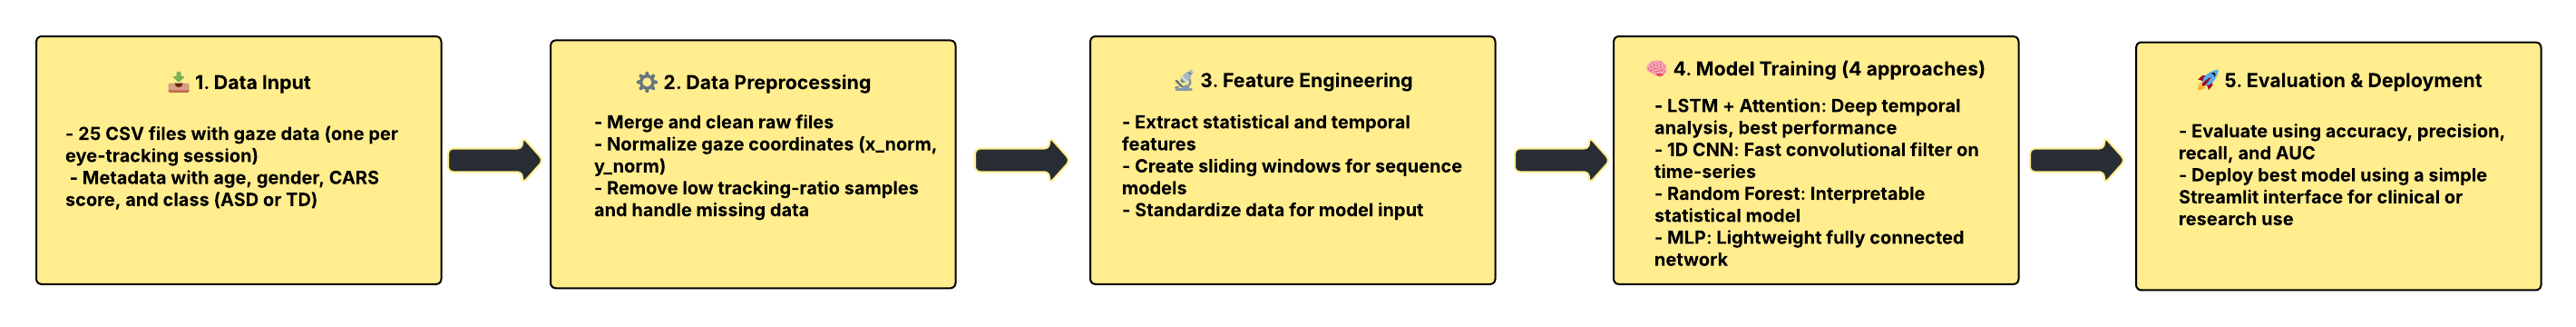 📥 1. Data Input
- 25 CSV files with gaze data (one per
eye-tracking session)
- Metadata with age, gender, CARS
score, and class (ASD or TD)
⚙️ 2. Data Preprocessing
- Merge and clean raw files
- Normalize gaze coordinates (x_norm,
y_norm)
- Remove low tracking-ratio samples
and handle missing data
🔬 3. Feature Engineering
- Extract statistical and temporal
features
- Create sliding windows for sequence
models
- Standardize data for model input
🧠 4. Model Training (4 approaches)
- LSTM + Attention: Deep temporal
analysis, best performance
- 1D CNN: Fast convolutional filter on
time-series
- Random Forest: Interpretable
statistical model
- MLP: Lightweight fully connected
network
🚀 5. Evaluation & Deployment
- Evaluate using accuracy, precision,
recall, and AUC
- Deploy best model using a simple
Streamlit interface for clinical or
research use